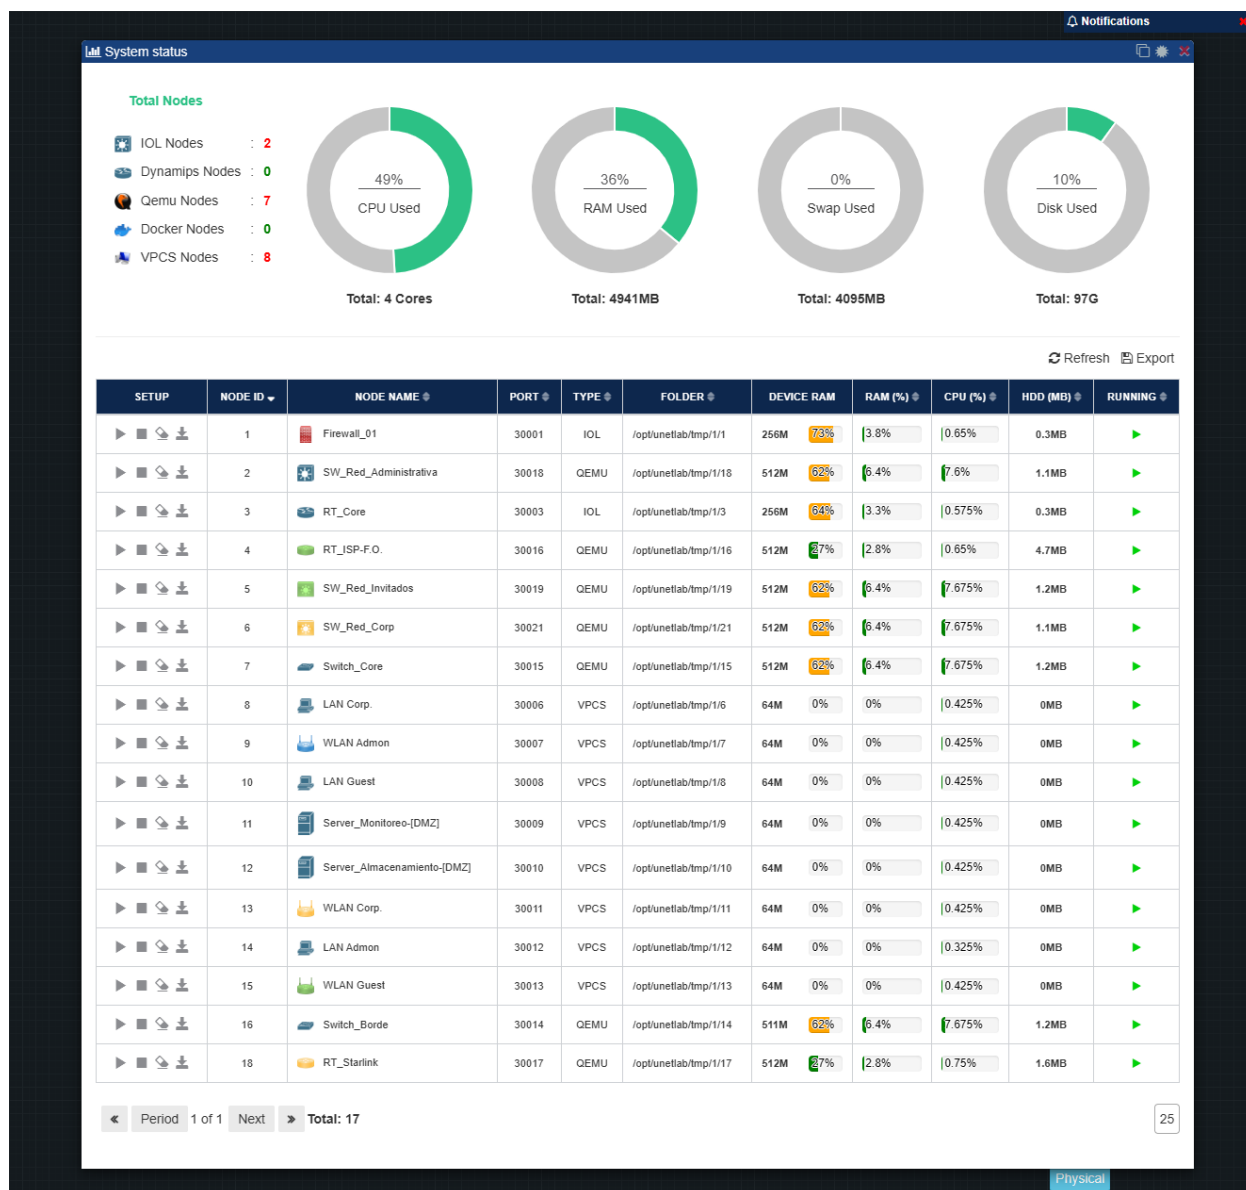 Notifications
System status
Total Nodes
IOL Nodes : 2
Dynamips Nodes : 0
Qemu Nodes : 7
Docker Nodes : 0
VPCS Nodes : 8
49% 36% 0% 10%
CPU Used RAM Used Swap Used Disk Used
Total: 4 Cores Total: 4941MB Total: 4095MB Total: 97G
Refresh Export
SETUP NODE ID NODE NAME PORT TYPE FOLDER DEVICE RAM RAM (%) CPU (%) HDD (MB) RUNNING
1 Firewall_01 30001 IOL /opt/unetlab/tmp/1/1 256M 73% 3.8% 0.65% 0.3MB
2 SW_Red_Administrativa 30018 QEMU /opt/unetlab/tmp/1/18 512M 62% 6.4% 7.6% 1.1MB
3 RT_Core 30003 IOL /opt/unetlab/tmp/1/3 256M 64% 3.3% 0.575% 0.3MB
4 RT_ISP-F.O. 30016 QEMU /opt/unetlab/tmp/1/16 512M 27% 2.8% 0.65% 4.7MB
5 SW_Red_Invitados 30019 QEMU /opt/unetlab/tmp/1/19 512M 62% 6.4% 7.675% 1.2MB
6 SW_Red_Corp 30021 QEMU /opt/unetlab/tmp/1/21 512M 62% 6.4% 7.675% 1.1MB
7 Switch_Core 30015 QEMU /opt/unetlab/tmp/1/15 512M 62% 6.4% 7.675% 1.2MB
8 LAN Corp. 30006 VPCS /opt/unetlab/tmp/1/6 64M 0% 0% 0.425% 0MB
9 WLAN Admon 30007 VPCS /opt/unetlab/tmp/1/7 64M 0% 0% 0.425% 0MB
10 LAN Guest 30008 VPCS /opt/unetlab/tmp/1/8 64M 0% 0% 0.425% 0MB
11 Server_Monitoreo-[DMZ] 30009 VPCS /opt/unetlab/tmp/1/9 64M 0% 0% 0.425% 0MB
12 Server_Almacenamiento-[DMZ] 30010 VPCS /opt/unetlab/tmp/1/10 64M 0% 0% 0.425% 0MB
13 WLAN Corp. 30011 VPCS /opt/unetlab/tmp/1/11 64M 0% 0% 0.425% 0MB
14 LAN Admon 30012 VPCS /opt/unetlab/tmp/1/12 64M 0% 0% 0.325% 0MB
15 WLAN Guest 30013 VPCS /opt/unetlab/tmp/1/13 64M 0% 0% 0.425% 0MB
16 Switch_Borde 30014 QEMU /opt/unetlab/tmp/1/14 511M 62% 6.4% 7.675% 1.2MB
18 RT_Starlink 30017 QEMU /opt/unetlab/tmp/1/17 512M 27% 2.8% 0.75% 1.6MB
« Period 1 of 1 Next » Total: 17 25
Physical